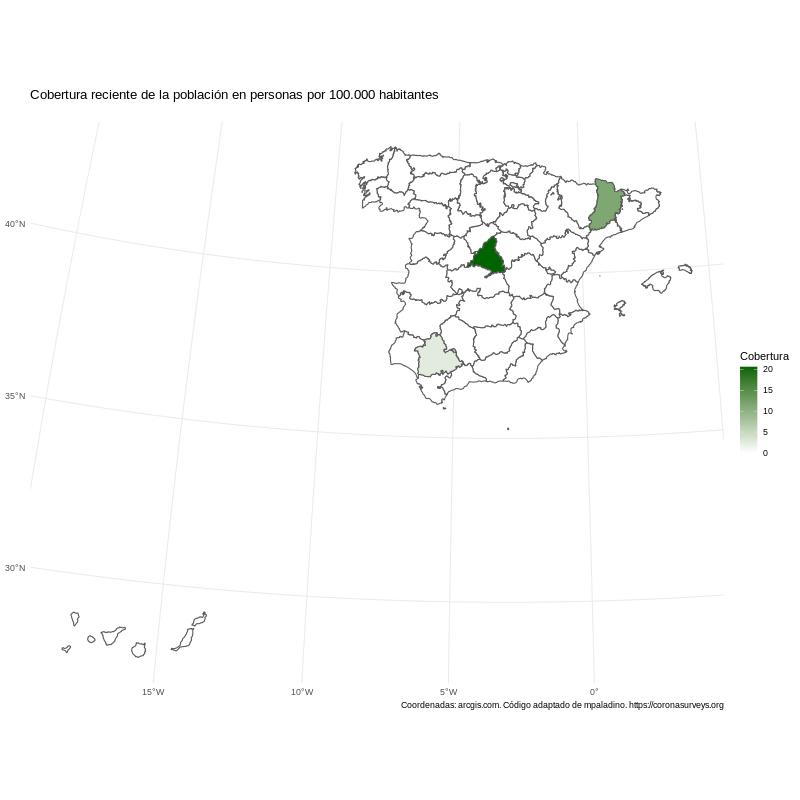 Cobertura reciente de la población en personas por 100.000 habitantes
40°N
35°N
30°N
15°W
10°W
5°W
0°
Cobertura
20
15
10
5
0
Coordenadas: arcgis.com. Código adaptado de mpaladino. https://coronasurveys.org